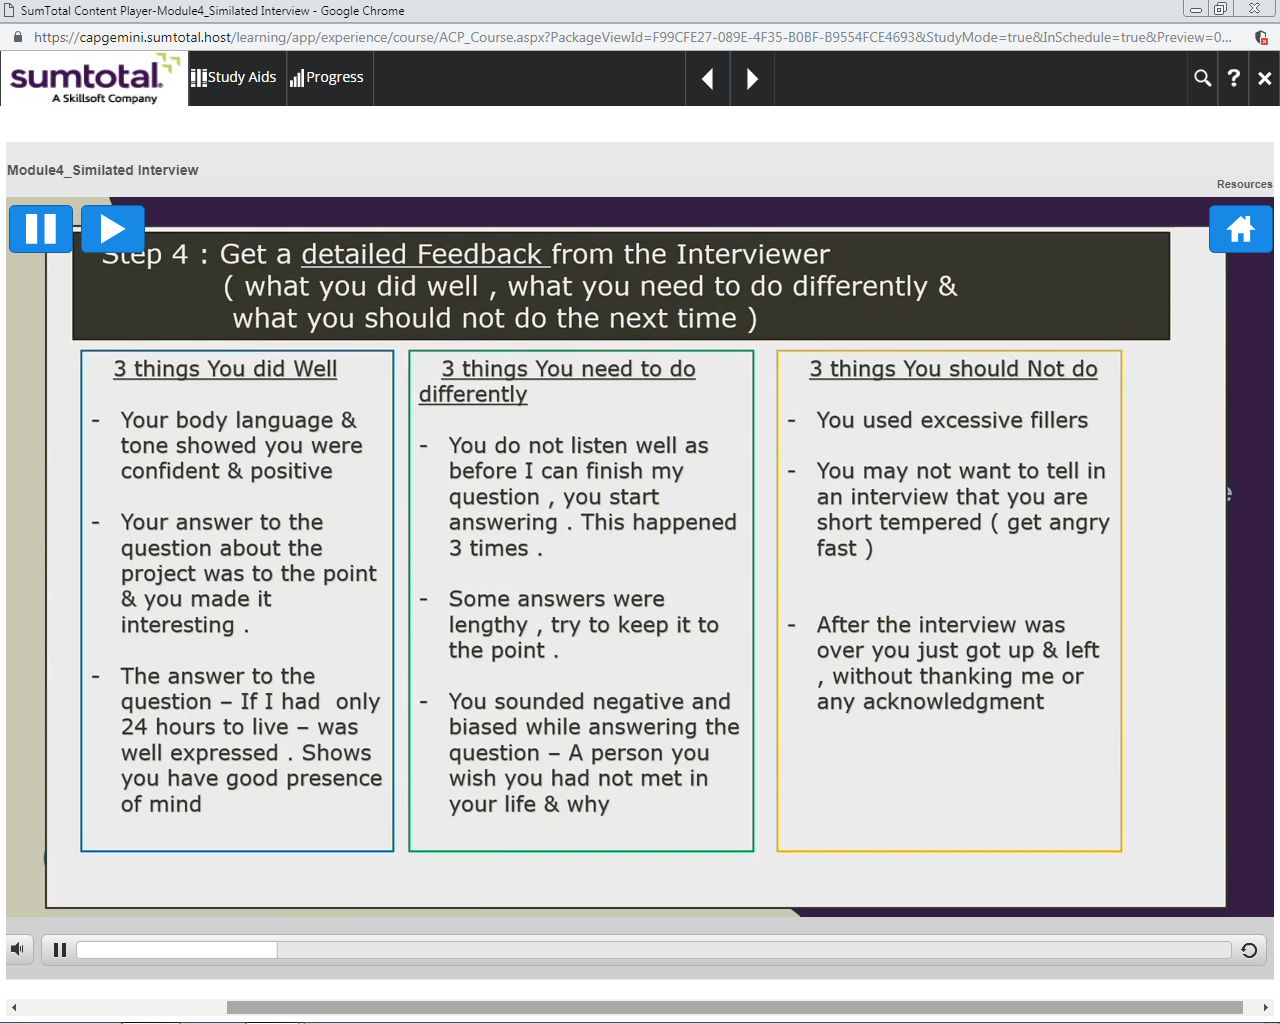 SumTotal Content Player-Module4_Similated Interview - Google Chrome
https://capgemini.sumtotal.host/learning/app/experience/course/ACP_Course.aspx?PackageViewId=F99CFE27-089E-4F35-B0BF-B9554FCE4693&StudyMode=true&InSchedule=true&Preview=0...
sumtotal.
A Skillsoft Company
Study Aids
Progress
Module4_Similated Interview
Resources
Step 4 : Get a detailed Feedback from the Interviewer
( what you did well , what you need to do differently &
what you should not do the next time )
3 things You did Well
- Your body language &
tone showed you were
confident & positive
- Your answer to the
question about the
project was to the point
& you made it
interesting .
- The answer to the
question – If I had only
24 hours to live – was
well expressed . Shows
you have good presence
of mind
3 things You need to do
differently
- You do not listen well as
before I can finish my
question , you start
answering . This happened
3 times .
- Some answers were
lengthy , try to keep it to
the point .
- You sounded negative and
biased while answering the
question – A person you
wish you had not met in
your life & why
3 things You should Not do
- You used excessive fillers
- You may not want to tell in
an interview that you are
short tempered ( get angry
fast )
- After the interview was
over you just got up & left
, without thanking me or
any acknowledgment